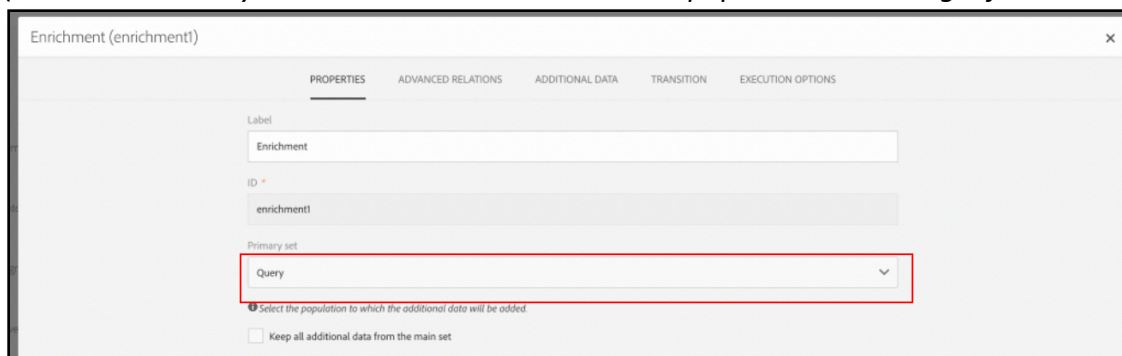 Enrichment (enrichment1)
PROPERTIES ADVANCED RELATIONS ADDITIONAL DATA TRANSITION EXECUTION OPTIONS
Label
Enrichment
ID *
enrichment1
Primary set
Query
Select the population to which the additional data will be added.
Keep all additional data from the main set